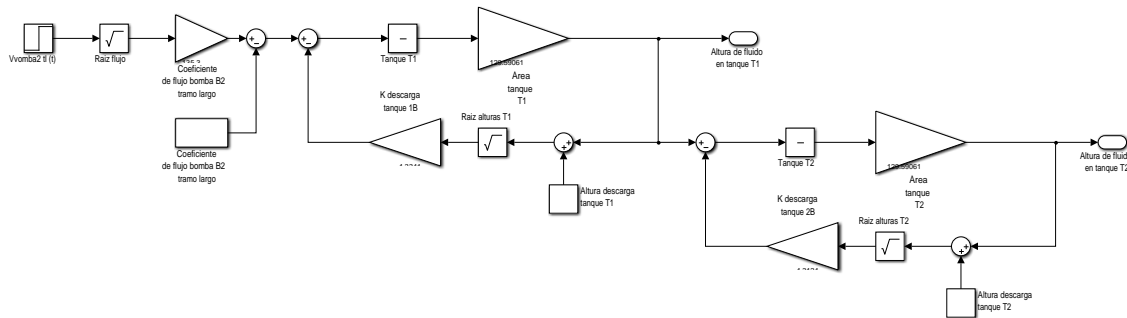 Vvomba2 tl (t)
Raiz flujo
Coeficiente
de flujo bomba B2
tramo largo
Coeficiente
de flujo bomba B2
tramo largo
Tanque T1
Area
tanque
T1
Altura de fluido
en tanque T1
K descarga
tanque 1B
Raiz alturas T1
Altura descarga
tanque T1
Tanque T2
Area
tanque
T2
Altura de fluido
en tanque T2
K descarga
tanque 2B
Raiz alturas T2
Altura descarga
tanque T2